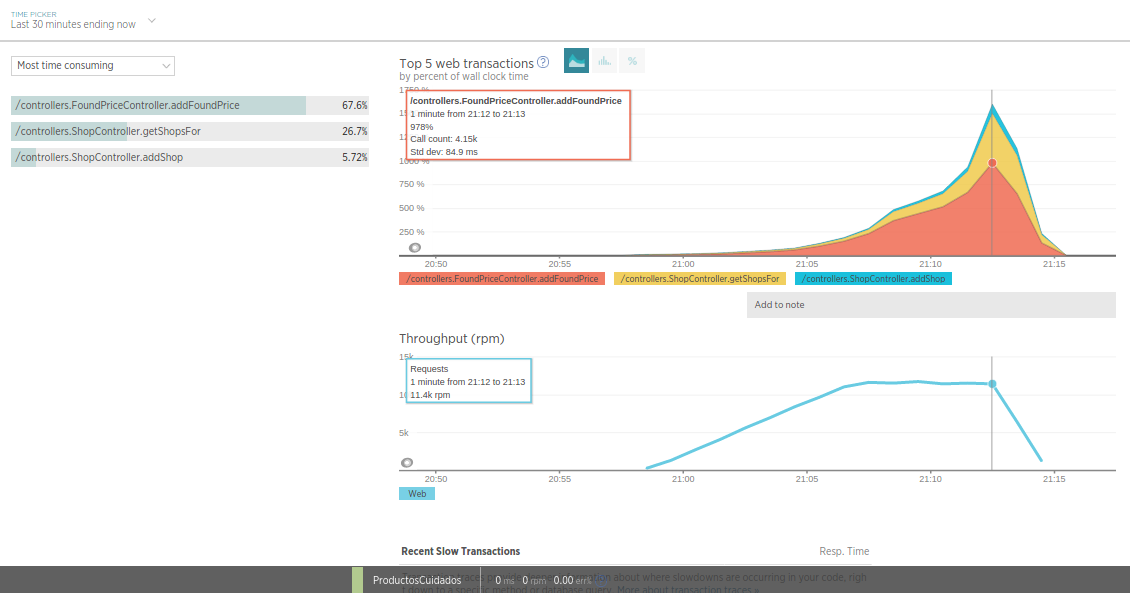 TIME PICKER
Last 30 minutes ending now
Most time consuming
/controllers.FoundPriceController.addFoundPrice 67.6%
/controllers.ShopController.getShopsFor 26.7%
/controllers.ShopController.addShop 5.72%
Top 5 web transactions ?
by percent of wall clock time
%
1750 %
/controllers.FoundPriceController.addFoundPrice
1 minute from 21:12 to 21:13
978%
Call count: 4.15k
Std dev: 84.9 ms
1000 %
750 %
500 %
250 %
20:50 20:55 21:00 21:05 21:10 21:15
/controllers.FoundPriceController.addFoundPrice /controllers.ShopController.getShopsFor /controllers.ShopController.addShop
Add to note
Throughput (rpm)
15k
Requests
1 minute from 21:12 to 21:13
11.4k rpm
5k
20:50 20:55 21:00 21:05 21:10 21:15
Web
Recent Slow Transactions Resp. Time
ProductosCuidados 0 ms 0 rpm 0.00 err%
information about where slowdowns are occurring in your code, righ
t down to a specific method or database query. More about transaction traces »